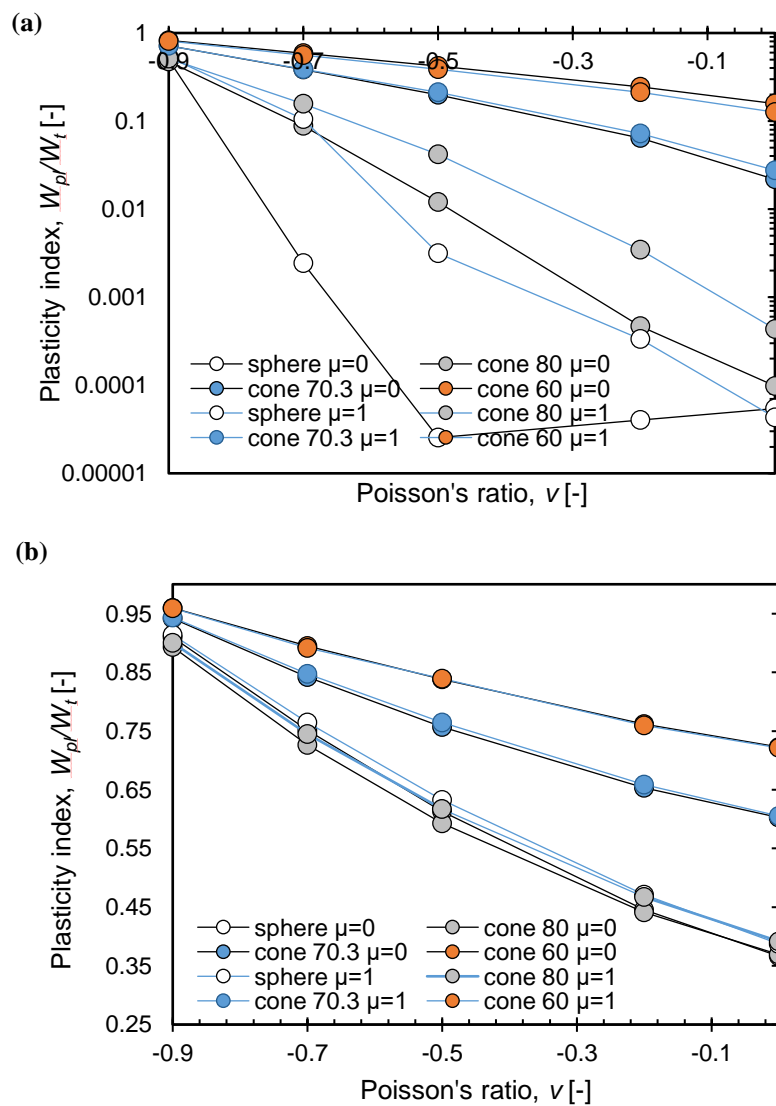 (a)
1
0.1
0.01
0.001
0.0001
0.00001
-0.9 -0.7 -0.5 -0.3 -0.1
Plasticity index, Wpl/Wt [-]
sphere μ=0
cone 70.3 μ=0
sphere μ=1
cone 70.3 μ=1
cone 80 μ=0
cone 60 μ=0
cone 80 μ=1
cone 60 μ=1
Poisson's ratio, v [-]
(b)
0.95
0.85
0.75
0.65
0.55
0.45
0.35
0.25
Plasticity index, Wpl/Wt [-]
sphere μ=0
cone 70.3 μ=0
sphere μ=1
cone 70.3 μ=1
cone 80 μ=0
cone 60 μ=0
cone 80 μ=1
cone 60 μ=1
-0.9 -0.7 -0.5 -0.3 -0.1
Poisson's ratio, v [-]